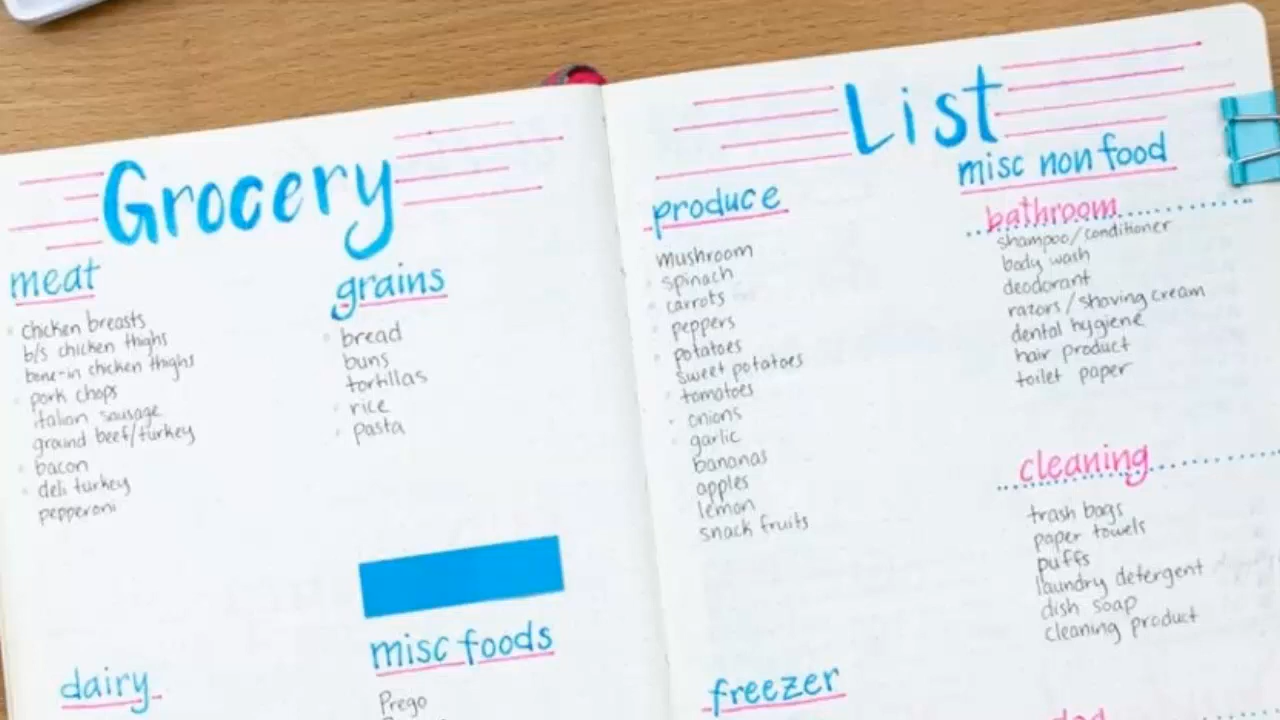 Grocery
meat
chicken breasts
b/s chicken thighs
bone-in chicken thighs
pork chops
italian sausage
ground beef/turkey
bacon
deli turkey
pepperoni
grains
bread
buns
tortillas
rice
pasta
dairy
misc foods
Prego
List
produce
mushroom
spinach
carrots
peppers
potatoes
sweet potatoes
tomatoes
onions
garlic
bananas
apples
lemon
snack fruits
freezer
misc non food
bathroom
shampoo/conditioner
body wash
deodorant
razors/shaving cream
dental hygiene
hair product
toilet paper
cleaning
trash bags
paper towels
puffs
laundry detergent
dish soap
cleaning product